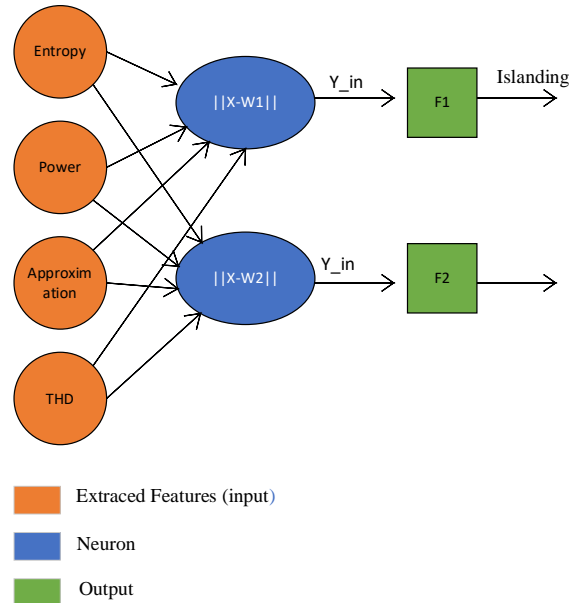 Entropy
||X-W1||
Y_in
F1
Islanding
Power
Approxim
ation
||X-W2||
Y_in
F2
THD
Extraced Features (input)
Neuron
Output